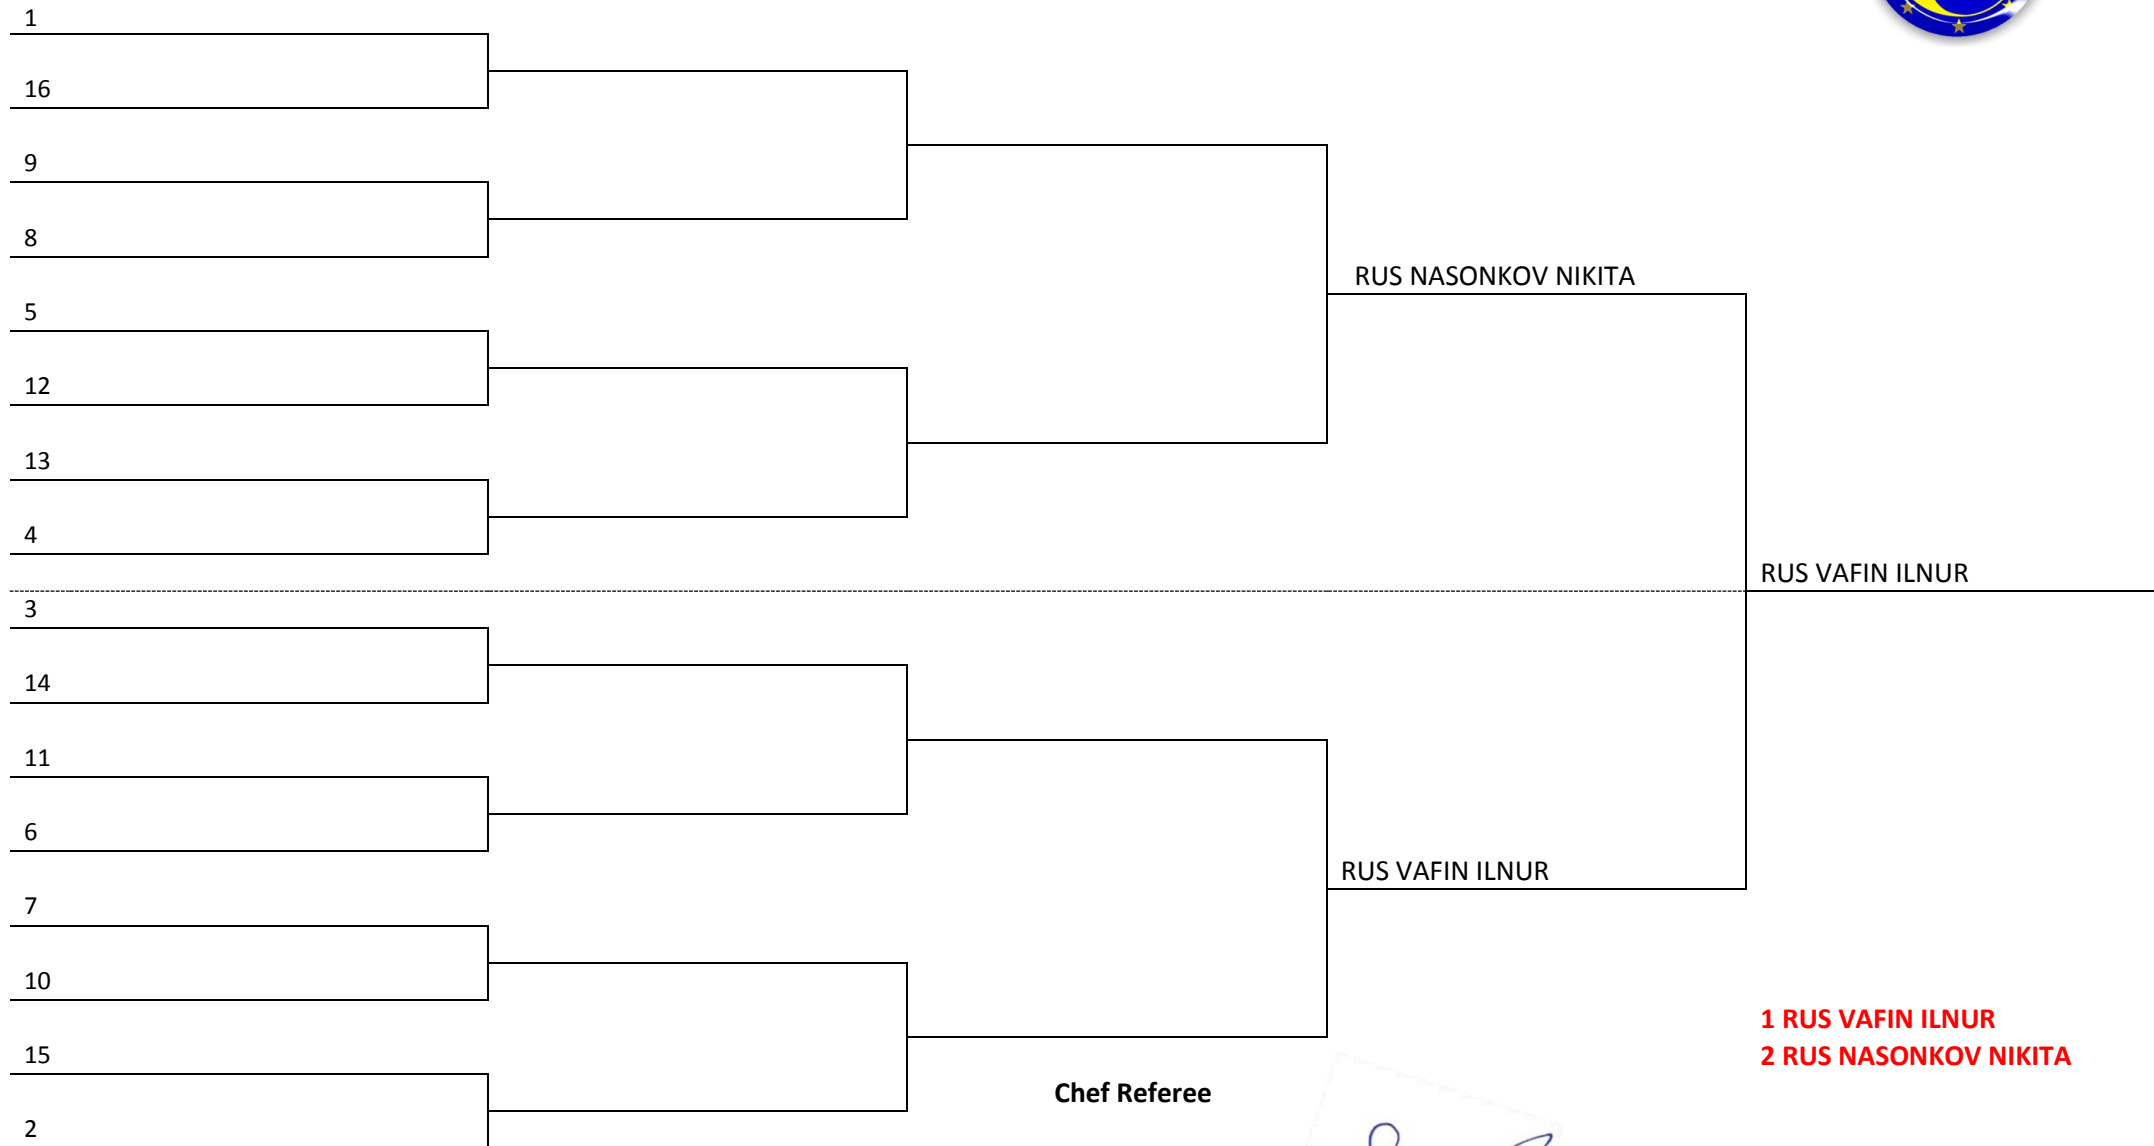 1
16
9
8
RUS NASONKOV NIKITA
5
12
13
4
RUS VAFIN ILNUR
3
14
11
6
RUS VAFIN ILNUR
7
10
1 RUS VAFIN ILNUR
15
2 RUS NASONKOV NIKITA
Chef Referee
2